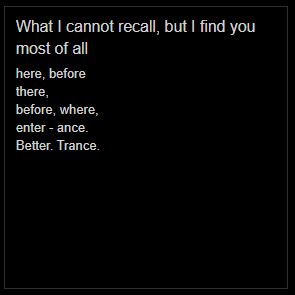 What I cannot recall, but I find you
most of all
here, before
there,
before, where,
enter - ance.
Better. Trance.